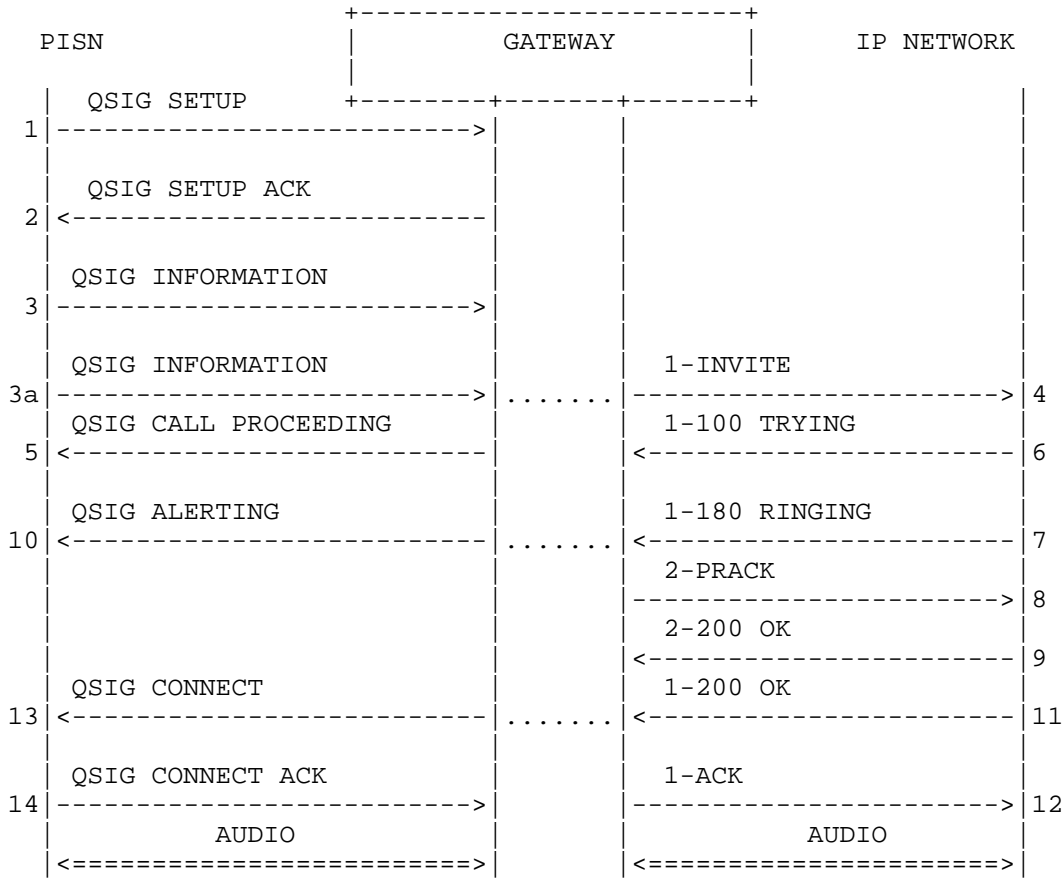 PISN GATEWAY IP NETWORK
QSIG SETUP
1
QSIG SETUP ACK
2
QSIG INFORMATION
3
QSIG INFORMATION 1-INVITE
3a ....... 4
QSIG CALL PROCEEDING 1-100 TRYING
5 6
QSIG ALERTING 1-180 RINGING
10 ....... 7
2-PRACK
8
2-200 OK
9
QSIG CONNECT 1-200 OK
13 ....... 11
QSIG CONNECT ACK 1-ACK
14 12
AUDIO AUDIO